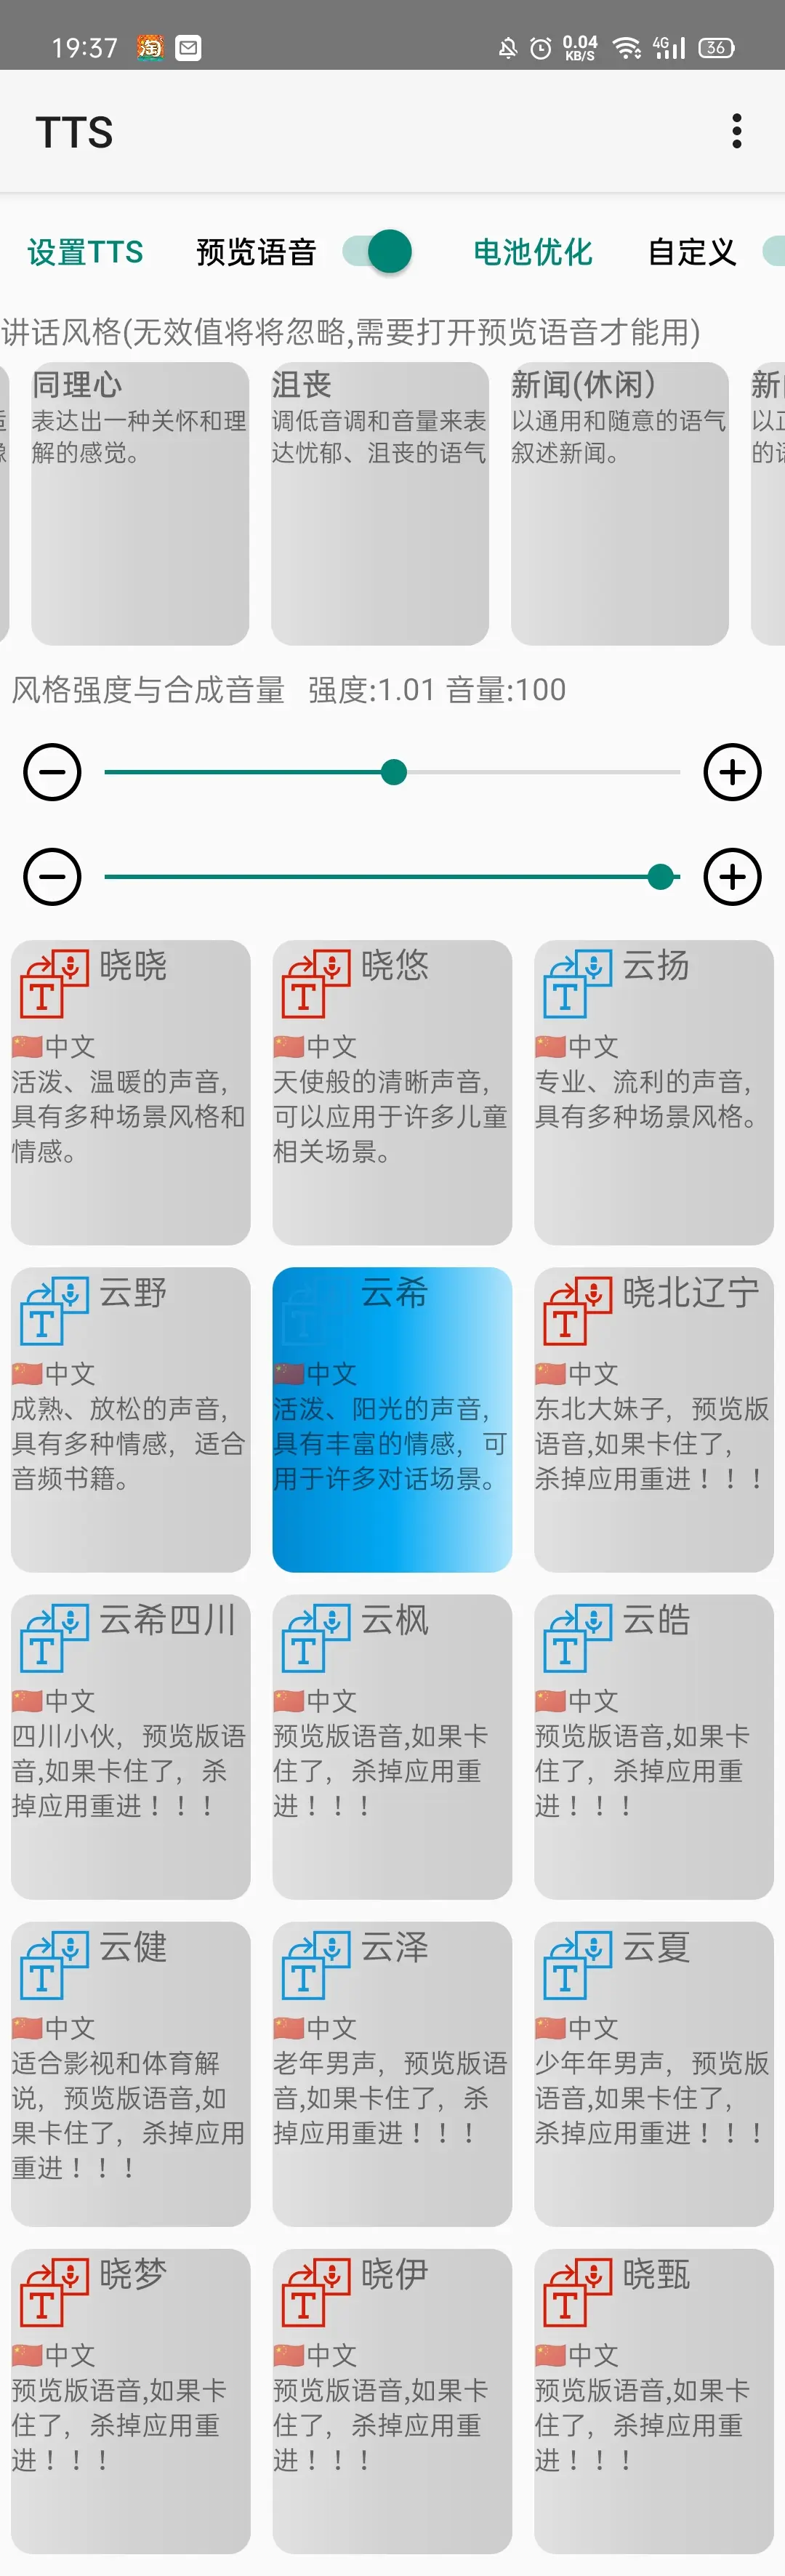 19:37 淘 0.04 KB/S 4G 36
TTS
设置TTS 预览语音 电池优化 自定义
讲话风格(无效值将将忽略,需要打开预览语音才能用)
同理心
表达出一种关怀和理
解的感觉。
沮丧
调低音调和音量来表
达忧郁、沮丧的语气
新闻(休闲）
以通用和随意的语气
叙述新闻。
风格强度与合成音量 强度:1.01 音量:100
晓晓
中文
活泼、温暖的声音,
具有多种场景风格和
情感。
晓悠
中文
天使般的清晰声音,
可以应用于许多儿童
相关场景。
云扬
中文
专业、流利的声音,
具有多种场景风格。
T
云野
中文
成熟、放松的声音,
具有多种情感，适合
音频书籍。
云希
中文
活泼、阳光的声音,
具有丰富的情感，可
用于许多对话场景。
晓北辽宁
中文
东北大妹子，预览版
语音,如果卡住了，
杀掉应用重进！！！
云希四川
中文
四川小伙，预览版语
音,如果卡住了，杀
掉应用重进！！！
云枫
中文
预览版语音,如果卡
住了，杀掉应用重
进！！！
云皓
中文
预览版语音,如果卡
住了，杀掉应用重
进！！！
云健
中文
适合影视和体育解
说，预览版语音,如
果卡住了，杀掉应用
重进！！！
云泽
中文
老年男声，预览版语
音,如果卡住了，杀
掉应用重进！！！
云夏
中文
少年年男声，预览版
语音,如果卡住了，
杀掉应用重进！！！
晓梦
中文
预览版语音,如果卡
住了，杀掉应用重
进！！！
晓伊
中文
预览版语音,如果卡
住了，杀掉应用重
进！！！
晓甄
中文
预览版语音,如果卡
住了，杀掉应用重
进！！！